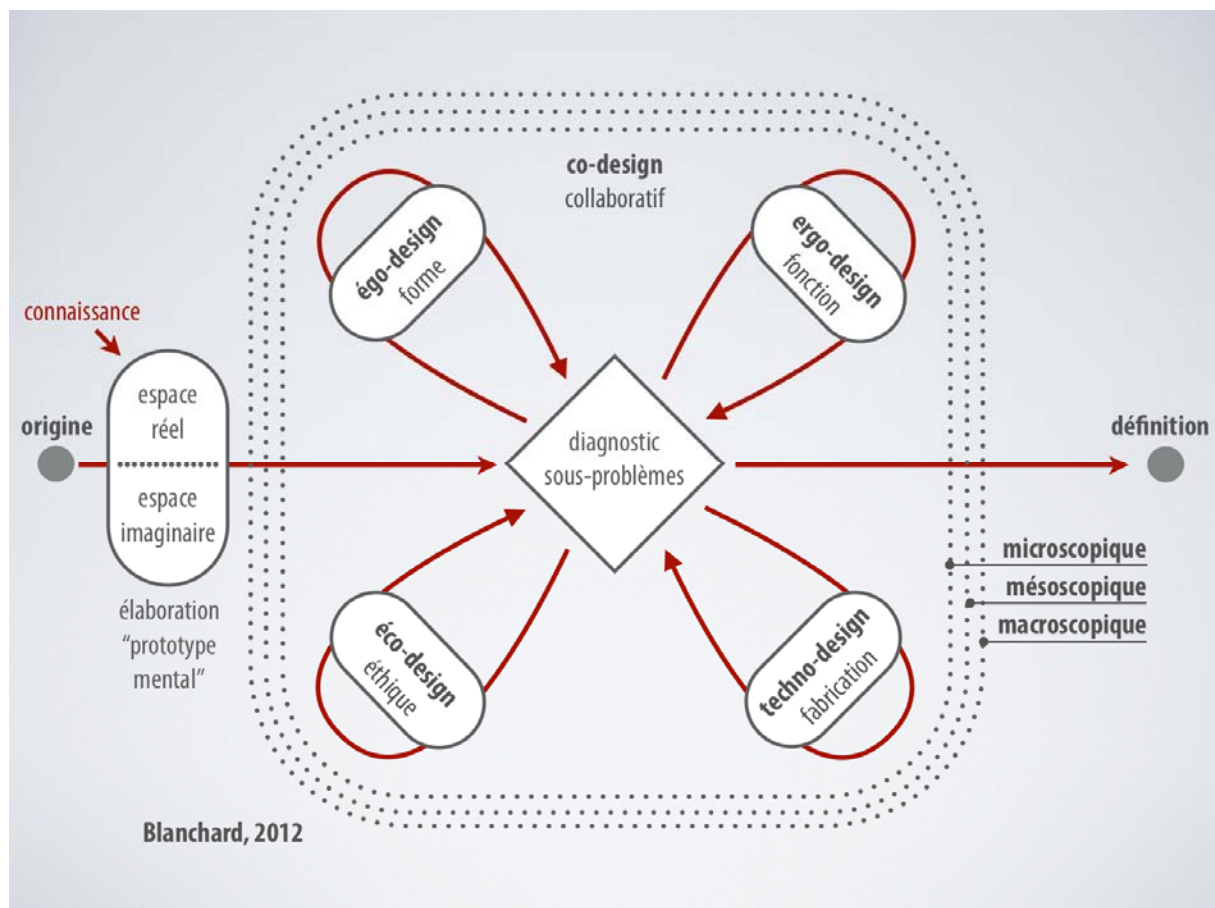 co-design
collaboratif
égo-design
forme
ergo-design
fonction
connaissance
espace
réel
espace
imaginaire
origine
élaboration
“prototype
mental”
diagnostic
sous-problèmes
définition
microscopique
mésoscopique
macroscopique
éco-design
éthique
techno-design
fabrication
Blanchard, 2012